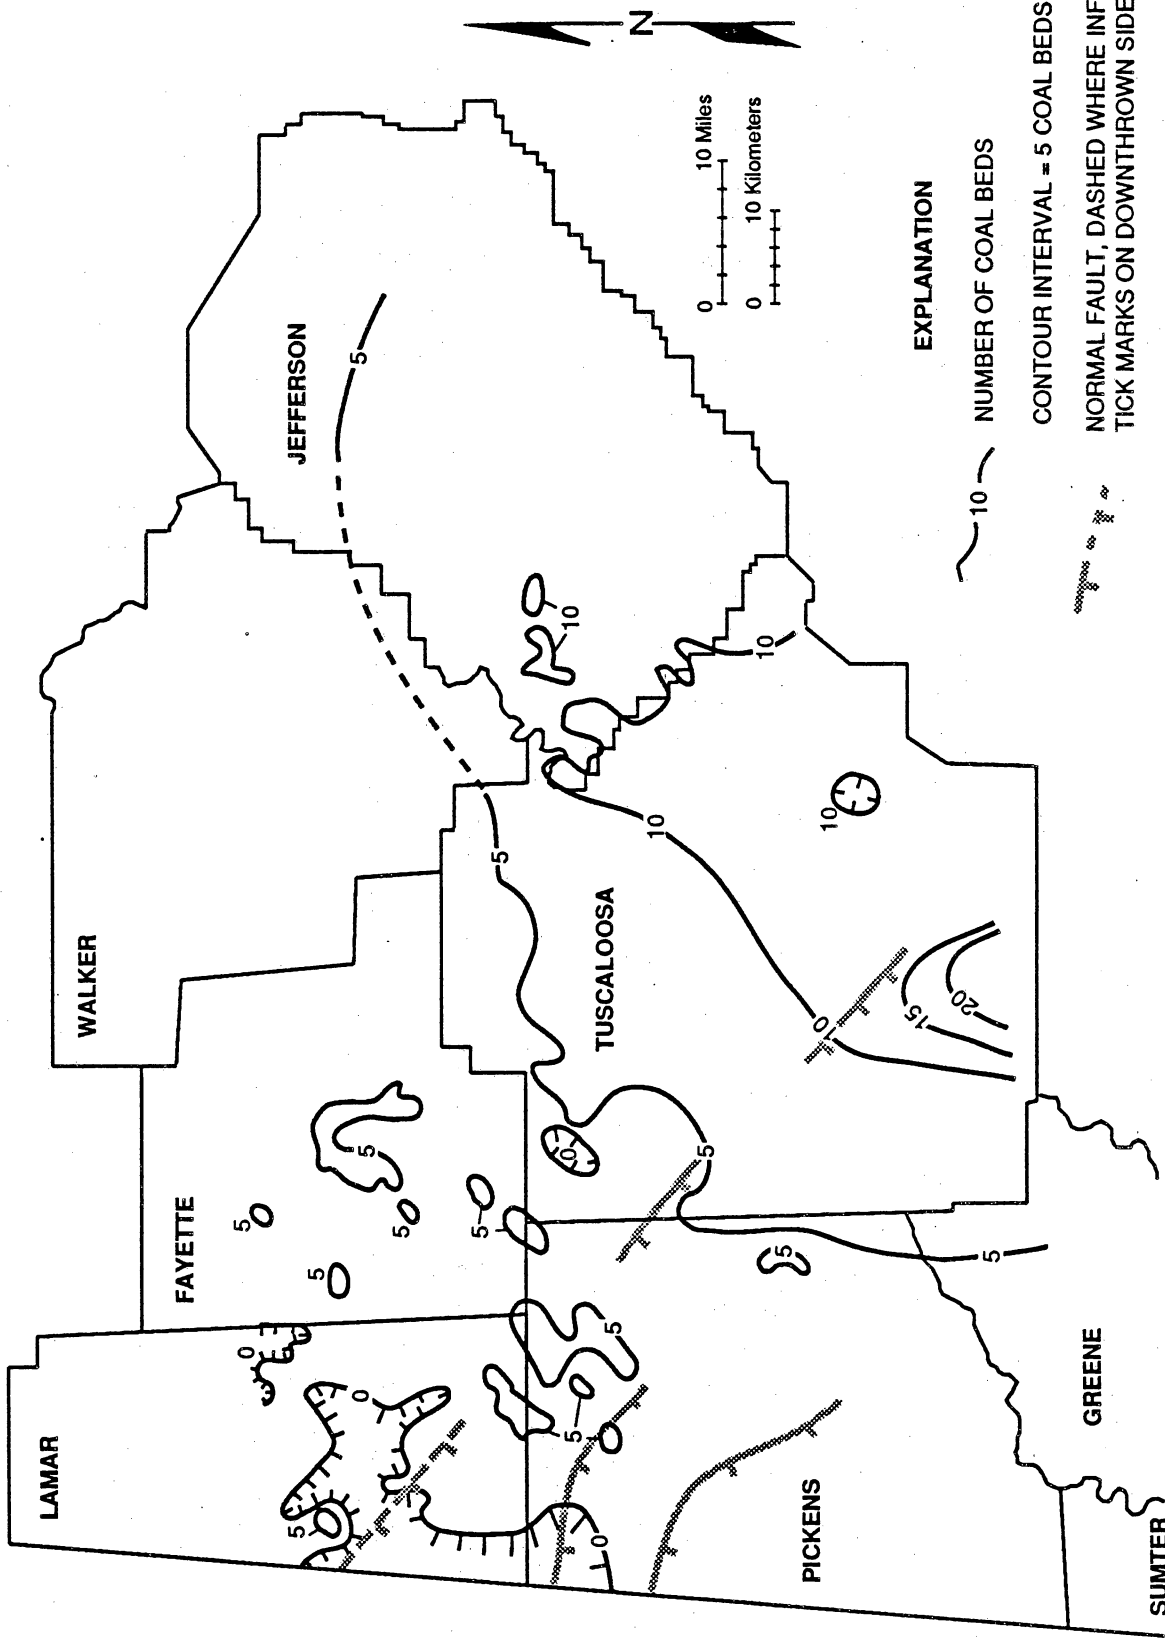 N
LAMAR
FAYETTE
WALKER
JEFFERSON
TUSCALOOSA
PICKENS
GREENE
SUMTER
0
0
0
0
5
5
5
5
5
5
5
5
5
5
5
5
10
10
10
10
10
15
20
0 10 Miles
0 10 Kilometers
EXPLANATION
10 NUMBER OF COAL BEDS
CONTOUR INTERVAL = 5 COAL BEDS
NORMAL FAULT, DASHED WHERE INF
TICK MARKS ON DOWNTHROWN SIDE